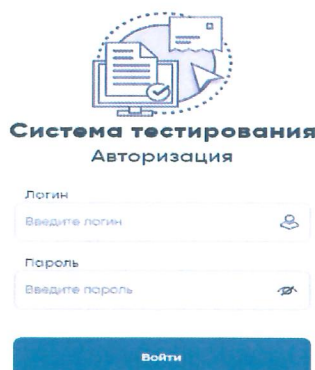 Система тестирования
Авторизация
Логин
Введите логин
Пароль
Введите пароль
Войти